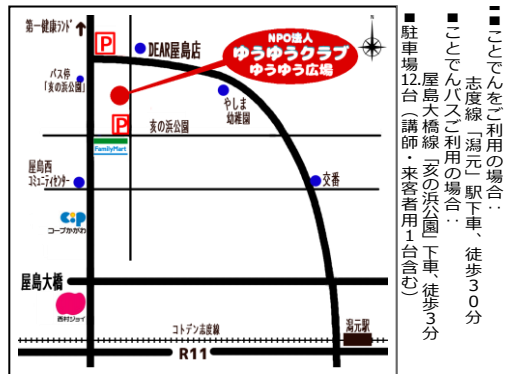 第一健康ランド
P
DEAR屋島店
NPO法人
ゆうゆうクラブ
ゆうゆう広場
バス停
「亥の浜公園」
やしま
幼稚園
P
亥の浜公園
FamilyMart
屋島西
コミュニティセンター
交番
コープかがわ
屋島大橋
西村ジョイ
コトデン志度線
潟元駅
R11
■■ことでんをご利用の場合：
志度線「潟元」駅下車、徒歩３０分
■ことでんバスご利用の場合：
屋島大橋線「亥の浜公園」下車、徒歩３分
■駐車場12台（講師・来客者用１台含む）